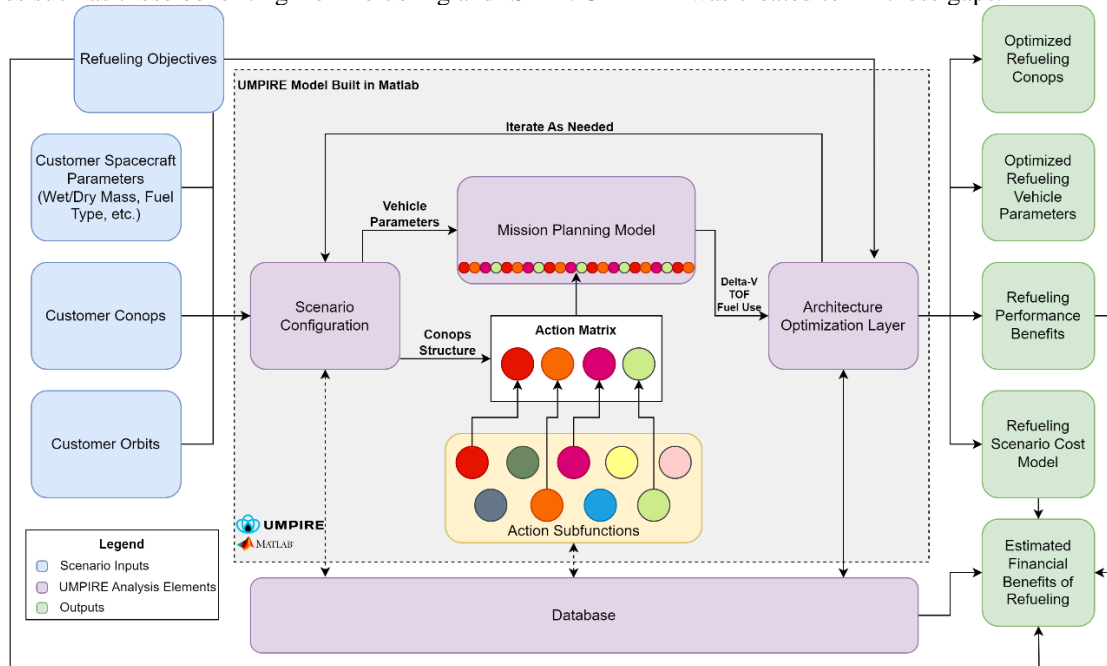 Refueling Objectives
Optimized
Refueling
Conops
UMPIRE Model Built in Matlab
Iterate As Needed
Customer Spacecraft
Parameters
(Wet/Dry Mass, Fuel
Type, etc.)
Optimized
Refueling
Vehicle
Parameters
Vehicle
Parameters
Mission Planning Model
Customer Conops
Scenario
Configuration
Delta-V
TOF
Fuel Use
Architecture
Optimization Layer
Refueling
Performance
Benefits
Conops
Structure
Action Matrix
Customer Orbits
Refueling
Scenario Cost
Model
UMPIRE
MATLAB
Action Subfunctions
Legend
Scenario Inputs
UMPIRE Analysis Elements
Outputs
Estimated
Financial
Benefits of
Refueling
Database